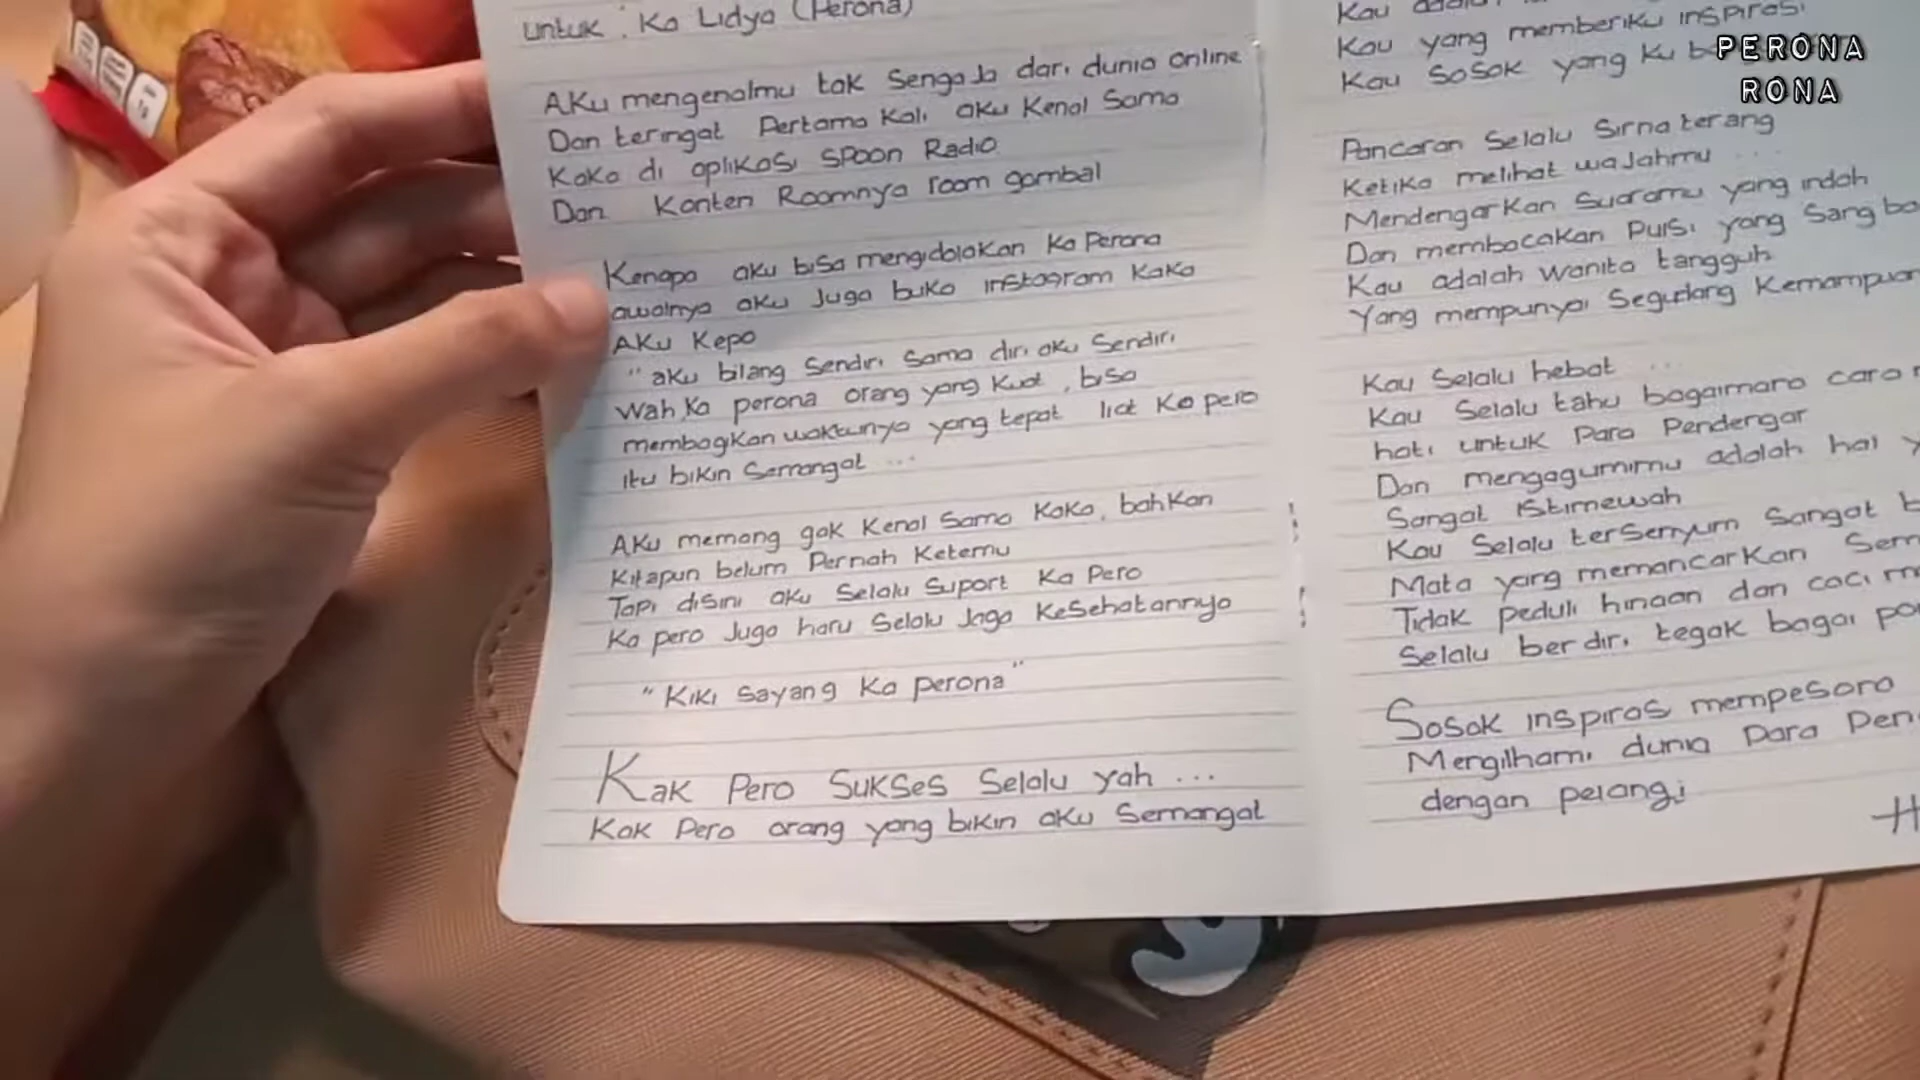 untuk : Ka Lidya (Perona)
Aku mengenalmu tak sengaja dari dunia online
Dan teringat Pertama kali aku kenal Sama
Kaka di aplikasi Spoon Radio
Dan Konten Roomnya room gombal
Kenapa aku bisa mengidolakan Ka Perona
awalnya aku Juga buka instagram kaka
AKu Kepo
"aku bilang Sendiri Sama diri aku Sendiri
Wah Ka perona orang yang kuat, bisa
membagikan waktunya yang tepat liat Ka pero
itu bikin Semangat ...
AKu memang gak Kenal Sama Kaka, bahkan
Kitapun belum Pernah Ketemu
Tapi disini aku Selalu Suport Ka Pero
Ka pero Juga haru Selalu Jaga Kesehatannya
"Kiki Sayang Ka perona"
Kak Pero Sukses Selalu yah ...
Kak Pero orang yang bikin aku Semangat
Kau
Kau yang memberiku inspirasi
Kau Sosok yang ku
Pancaran Selalu Sirna terang
Ketika melihat waJahmu ...
Mendengarkan Suaramu yang indah
Dan membacakan Puisi yang Sang
Kau adalah wanita tangguh
Yang mempunyai Segudang Kemampuan
Kau Selalu hebat ...
Kau Selalu tahu bagaimana cara
hati untuk Para Pendengar
Dan mengagumimu adalah hal
Sangat istimewah
Kau Selalu terSenyum Sangat
Mata yang memancarkan
Tidak peduli hinaan dan caci
Selalu berdiri tegak bagai
Sosok inspiras mempesona
Mengilhami dunia Para
dengan pelangi
PERONA
RONA